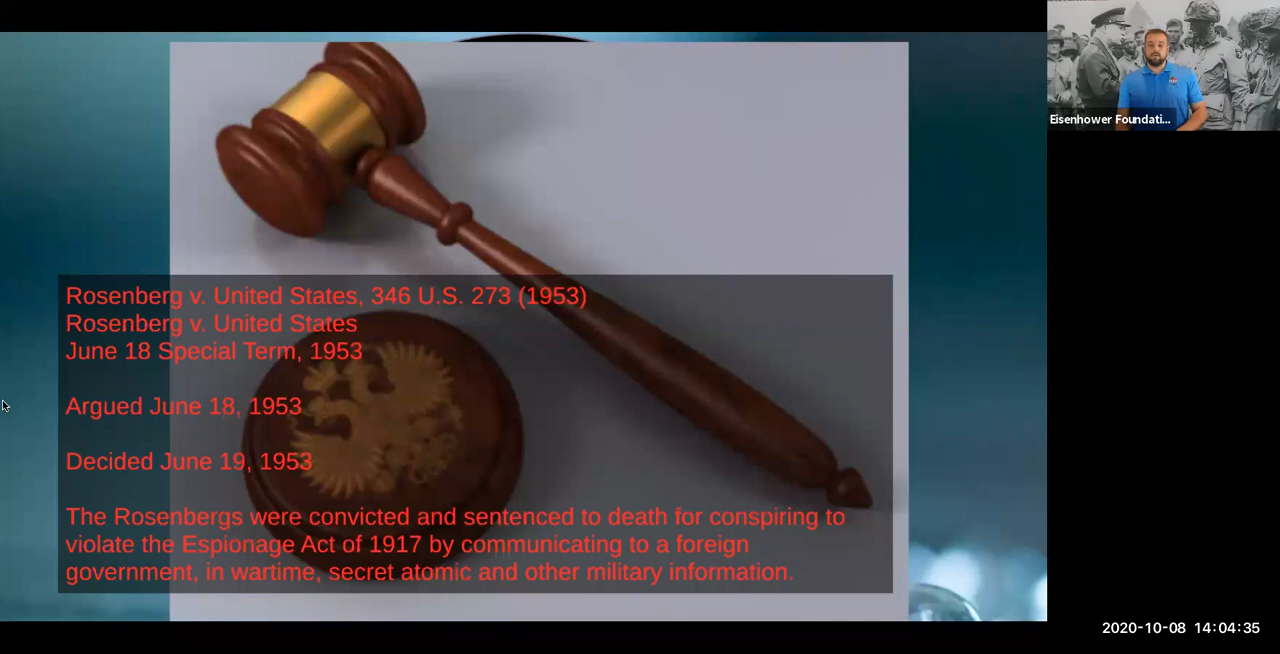 Eisenhower Foundati...
Rosenberg v. United States, 346 U.S. 273 (1953)
Rosenberg v. United States
June 18 Special Term, 1953
Argued June 18, 1953
Decided June 19, 1953
The Rosenbergs were convicted and sentenced to death for conspiring to
violate the Espionage Act of 1917 by communicating to a foreign
government, in wartime, secret atomic and other military information.
2020-10-08 14:04:35